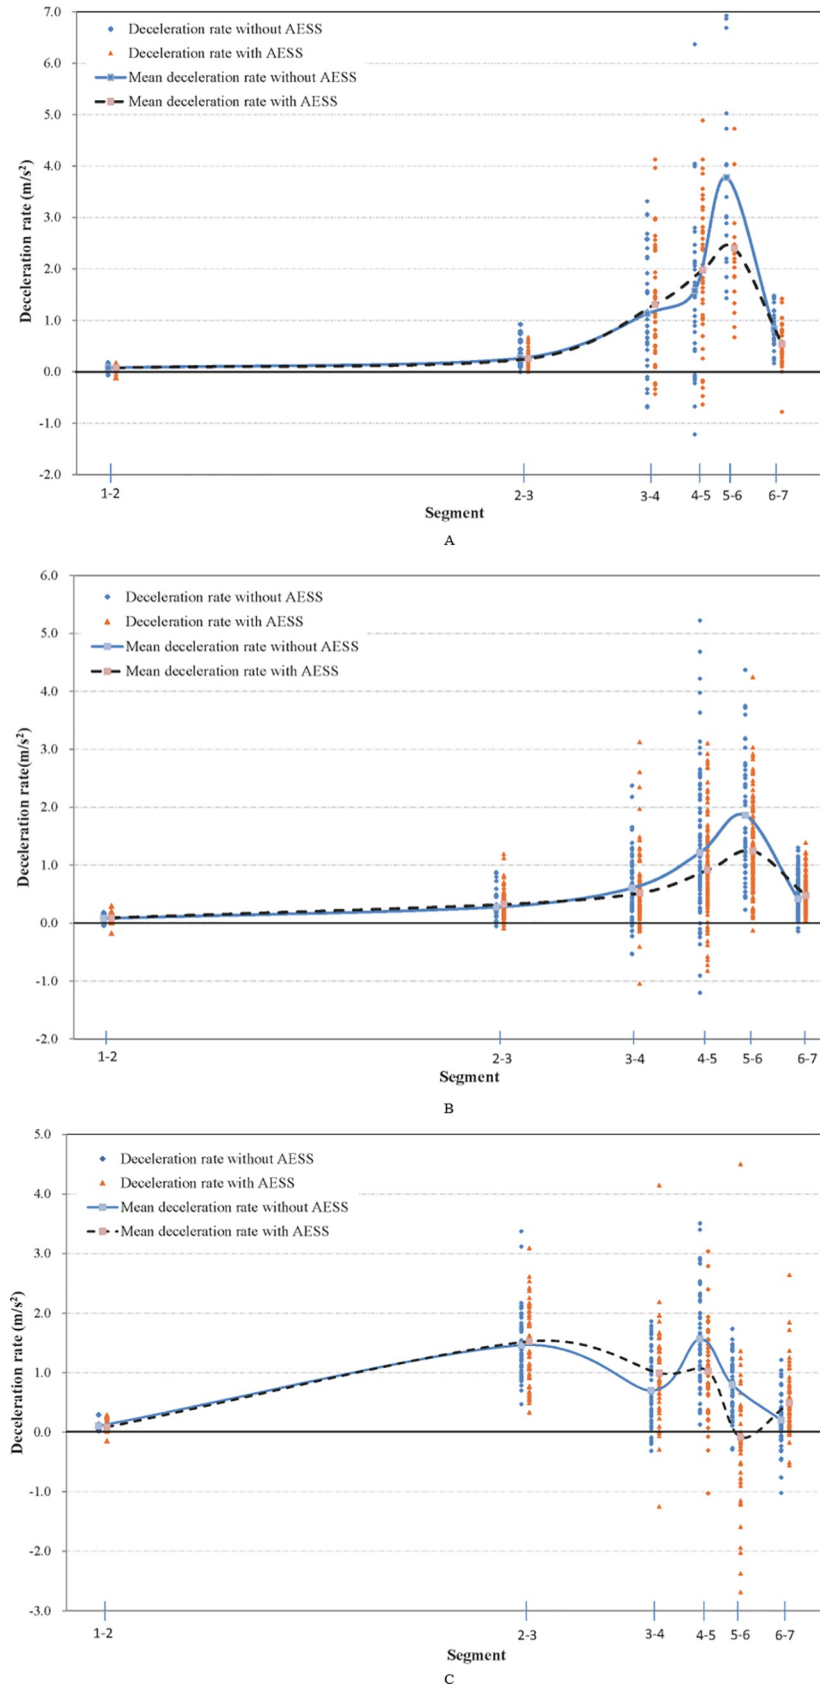 7.0
Deceleration rate without AESS
Deceleration rate with AESS
6.0
Mean deceleration rate without AESS
Mean deceleration rate with AESS
5.0
4.0
3.0
2.0
1.0
0.0
-1.0
-2.0
Deceleration rate (m/s²)
1-2
2-3
3-4
4-5
5-6
6-7
Segment
A
6.0
Deceleration rate without AESS
Deceleration rate with AESS
5.0
Mean deceleration rate without AESS
Mean deceleration rate with AESS
4.0
3.0
2.0
1.0
0.0
-1.0
-2.0
Deceleration rate(m/s²)
1-2
2-3
3-4
4-5
5-6
6-7
Segment
B
5.0
Deceleration rate without AESS
Deceleration rate with AESS
4.0
Mean deceleration rate without AESS
Mean deceleration rate with AESS
3.0
2.0
1.0
0.0
-1.0
-2.0
-3.0
Deceleration rate (m/s²)
1-2
2-3
3-4
4-5
5-6
6-7
Segment
C